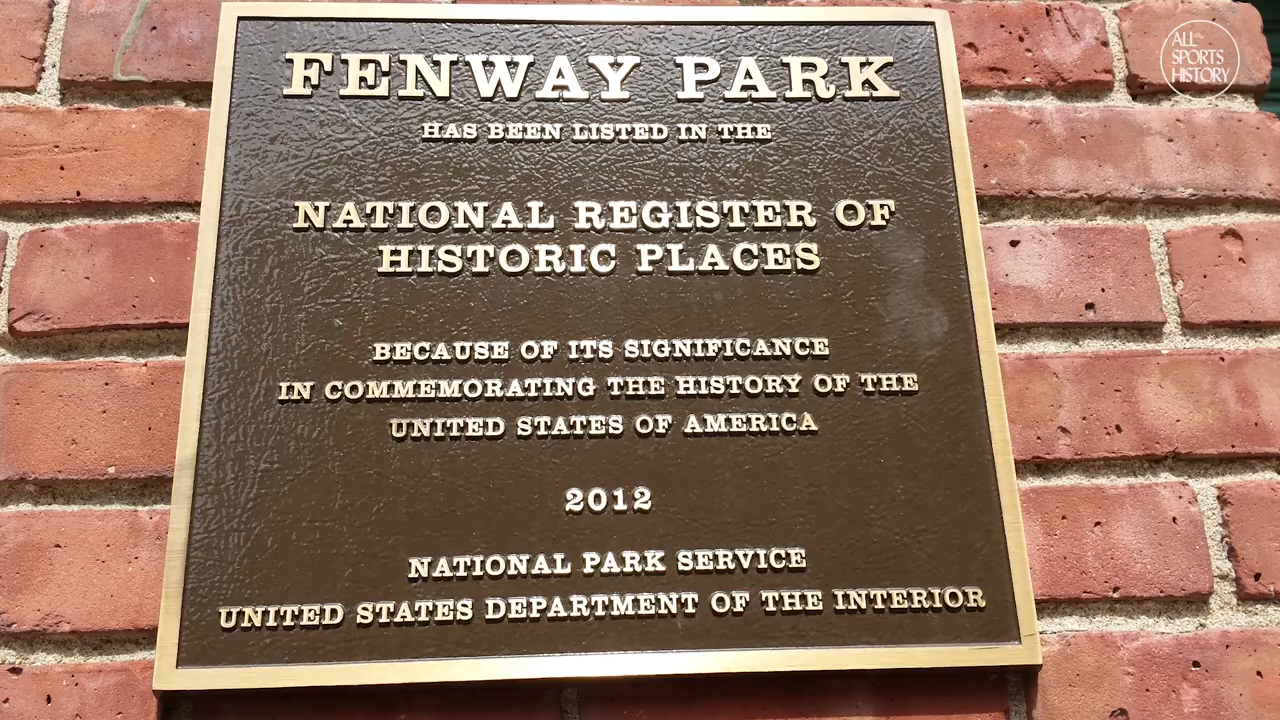 FENWAY PARK
HAS BEEN LISTED IN THE
NATIONAL REGISTER OF
HISTORIC PLACES
BECAUSE OF ITS SIGNIFICANCE
IN COMMEMORATING THE HISTORY OF THE
UNITED STATES OF AMERICA
2012
NATIONAL PARK SERVICE
UNITED STATES DEPARTMENT OF THE INTERIOR
ALL
SPORTS
HISTORY